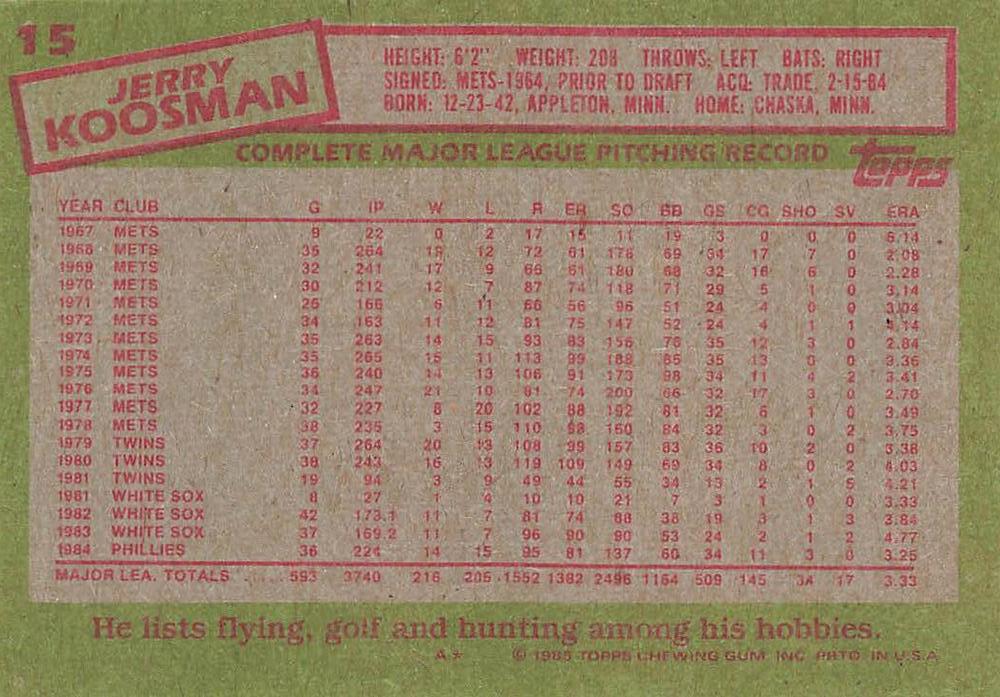 15
JERRY
KOOSMAN
HEIGHT: 6'2" WEIGHT: 208 THROWS: LEFT BATS: RIGHT
SIGNED: METS-1964, PRIOR TO DRAFT ACQ: TRADE, 2-15-84
BORN: 12-23-42, APPLETON, MINN. HOME: CHASKA, MINN.
COMPLETE MAJOR LEAGUE PITCHING RECORD
TOPPS
YEAR CLUB G IP W L R ER SO BB GS CG SHO SV ERA
1967 METS 9 22 0 2 17 15 11 19 3 0 0 0 6.14
1968 METS 35 264 19 12 72 61 178 69 34 17 7 0 2.08
1969 METS 32 241 17 9 66 61 180 68 32 16 6 0 2.28
1970 METS 30 212 12 7 87 74 118 71 29 5 1 0 3.14
1971 METS 26 166 6 11 66 56 96 51 24 4 0 0 3.04
1972 METS 34 163 11 12 81 75 147 52 24 4 1 1 4.14
1973 METS 35 263 14 15 93 83 156 76 35 12 3 0 2.84
1974 METS 35 265 15 11 113 99 188 85 35 13 0 0 3.36
1975 METS 36 240 14 13 106 91 173 98 34 11 4 2 3.41
1976 METS 34 247 21 10 81 74 200 66 32 17 3 0 2.70
1977 METS 32 227 8 20 102 88 192 81 32 6 1 0 3.49
1978 METS 38 235 3 15 110 98 160 84 32 3 0 2 3.75
1979 TWINS 37 264 20 13 108 99 157 83 36 10 2 0 3.38
1980 TWINS 38 243 16 13 119 109 149 69 34 8 0 2 4.03
1981 TWINS 19 94 3 9 49 44 55 34 13 2 1 5 4.21
1981 WHITE SOX 8 27 1 4 10 10 21 7 3 1 0 0 3.33
1982 WHITE SOX 42 173.1 11 7 81 74 88 38 19 3 1 3 3.84
1983 WHITE SOX 37 169.2 11 7 96 90 90 53 24 2 1 2 4.77
1984 PHILLIES 36 224 14 15 95 81 137 60 34 11 3 0 3.25
MAJOR LEA. TOTALS 593 3740 216 205 1552 1382 2496 1164 509 145 34 17 3.33
He lists flying, golf and hunting among his hobbies.
A* © 1985 TOPPS CHEWING GUM, INC. PRTD. IN U.S.A.